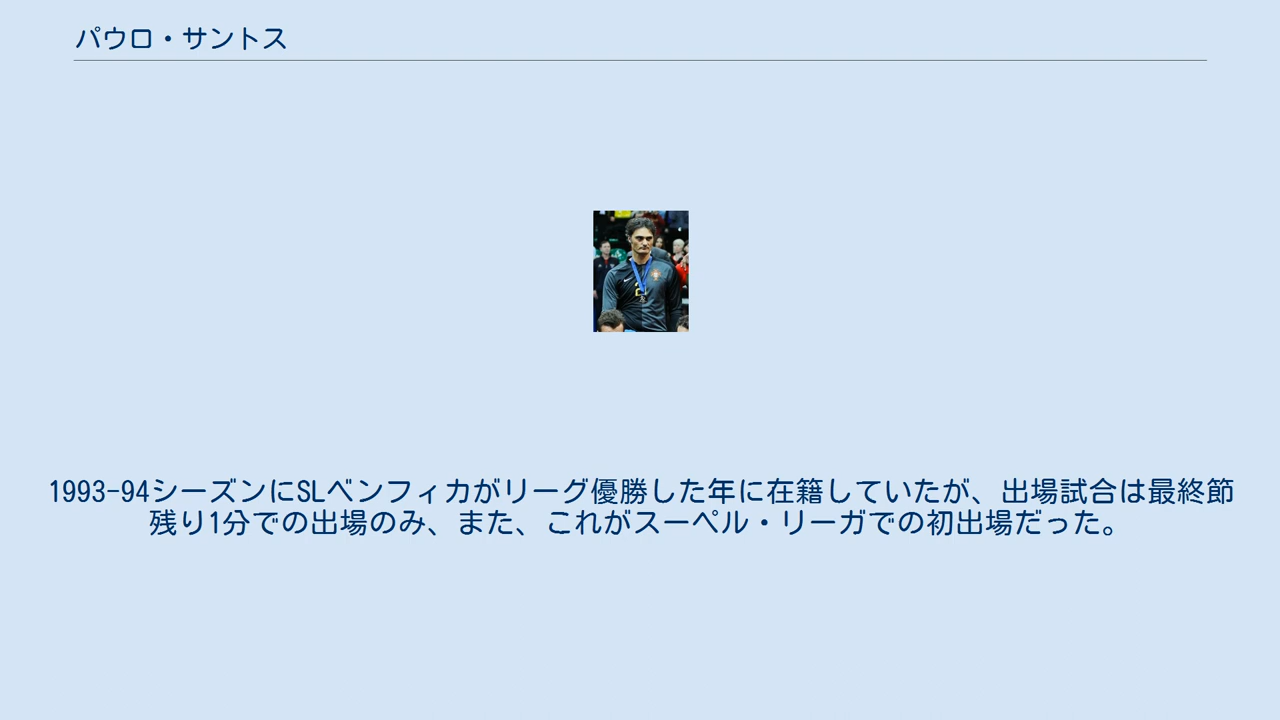 パウロ・サントス
1993-94シーズンにSLベンフィカがリーグ優勝した年に在籍していたが、出場試合は最終節
残り1分での出場のみ、また、これがスーペル・リーガでの初出場だった。